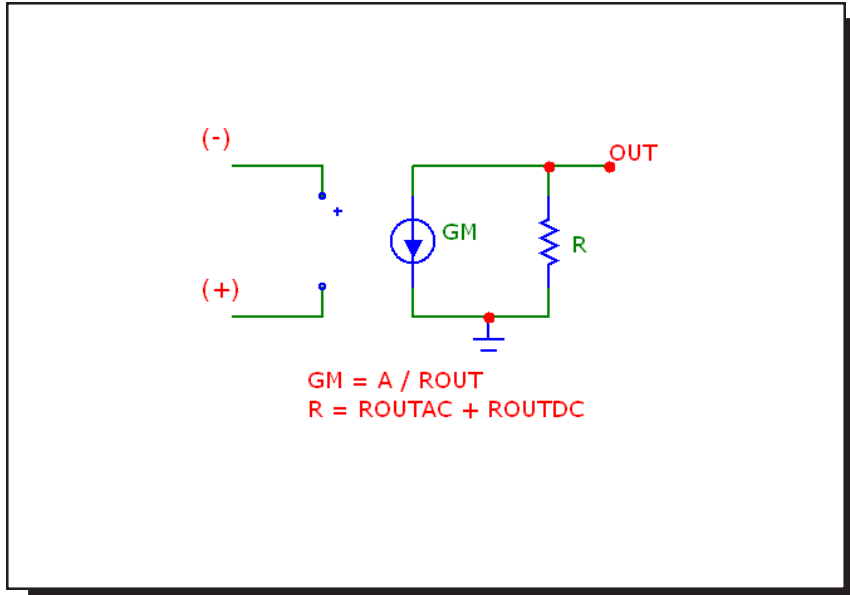 (-)
OUT
+
GM
R
(+)
GM = A / ROUT
R = ROUTAC + ROUTDC